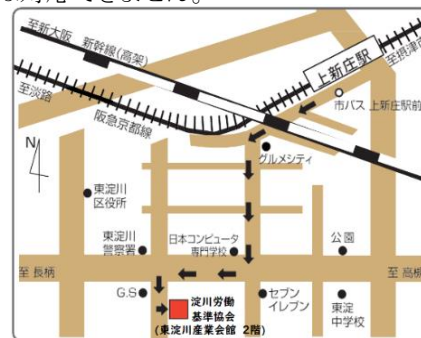 至新大阪 新幹線(高架)
上新庄駅
至摂津市
至淡路
市バス 上新庄駅前
阪急京都線
グルメシティ
N
東淀川
区役所
東淀川
警察署
日本コンピュータ
専門学校
公園
至 長柄
至 高柳
G.S
淀川労働
基準協会
(東淀川産業会館 2階)
セブン
イレブン
東淀
中学校